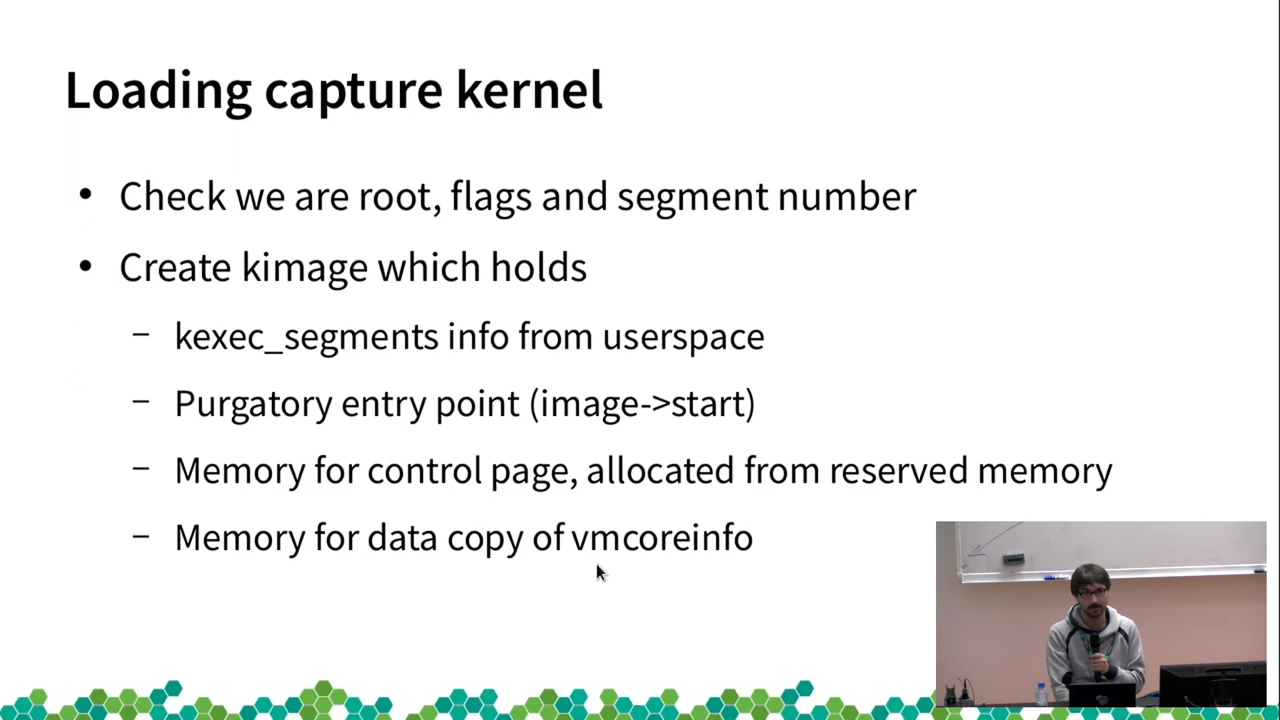 Loading capture kernel
• Check we are root, flags and segment number
• Create kimage which holds
– kexec_segments info from userspace
– Purgatory entry point (image->start)
– Memory for control page, allocated from reserved memory
– Memory for data copy of vmcoreinfo